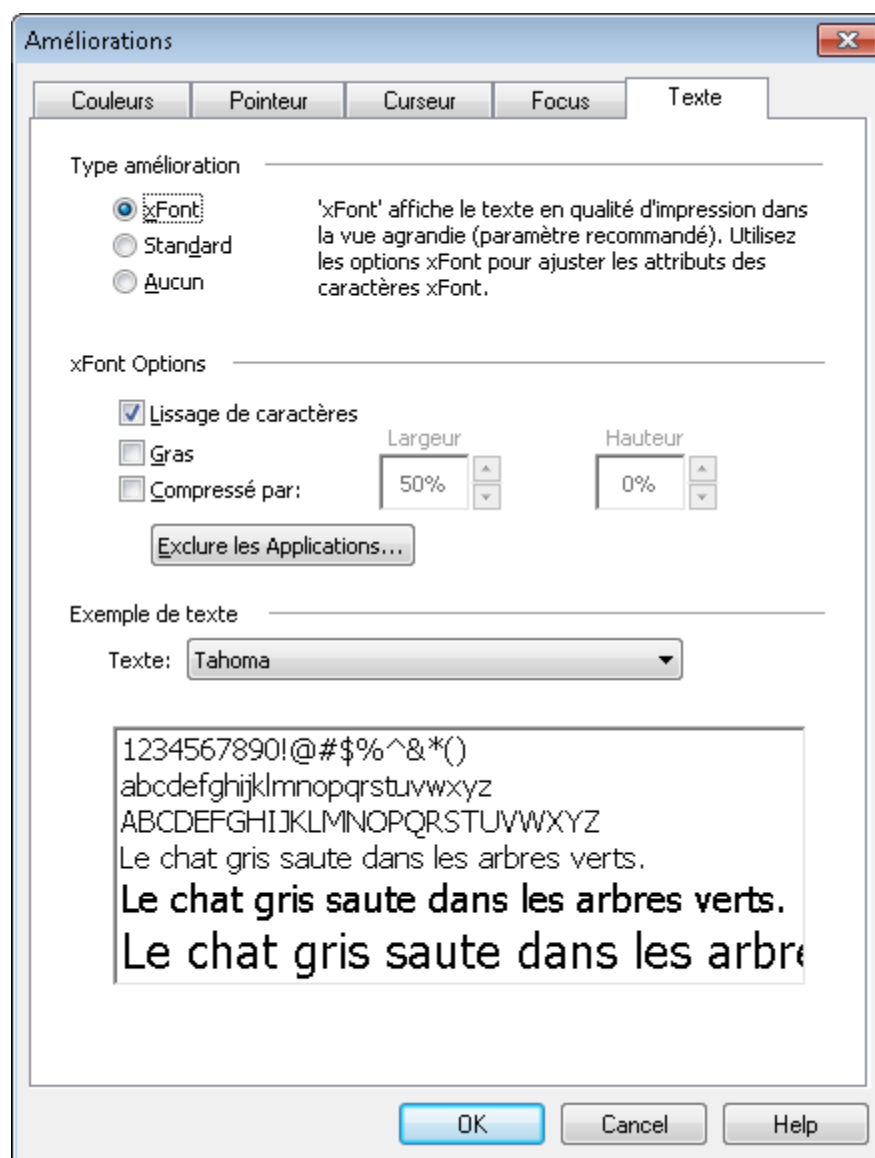 Améliorations
Couleurs Pointeur Curseur Focus Texte
Type amélioration
xFont
Standard
Aucun
'xFont' affiche le texte en qualité d'impression dans
la vue agrandie (paramètre recommandé). Utilisez
les options xFont pour ajuster les attributs des
caractères xFont.
xFont Options
Lissage de caractères
Gras
Compressé par:
Largeur Hauteur
50% 0%
Exclure les Applications...
Exemple de texte
Texte: Tahoma
1234567890!@#$%^&*()
abcdefghijklmnopqrstuvwxyz
ABCDEFGHIJKLMNOPQRSTUVWXYZ
Le chat gris saute dans les arbres verts.
Le chat gris saute dans les arbres verts.
Le chat gris saute dans les arbre
OK Cancel Help